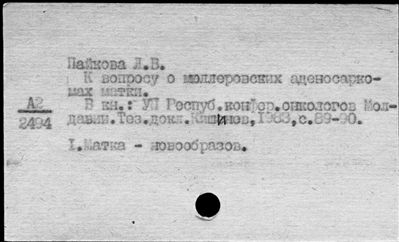 Пайкова Л.В.
К вопросу о мюллеровских аденосарко-
мах матки.
А2
2494
В кн.: УП Респуб.конфер.онкологов Мол-
давии.Тез.докл.Кишинев,1983,с.89-90.
I.Матка - новообразов.